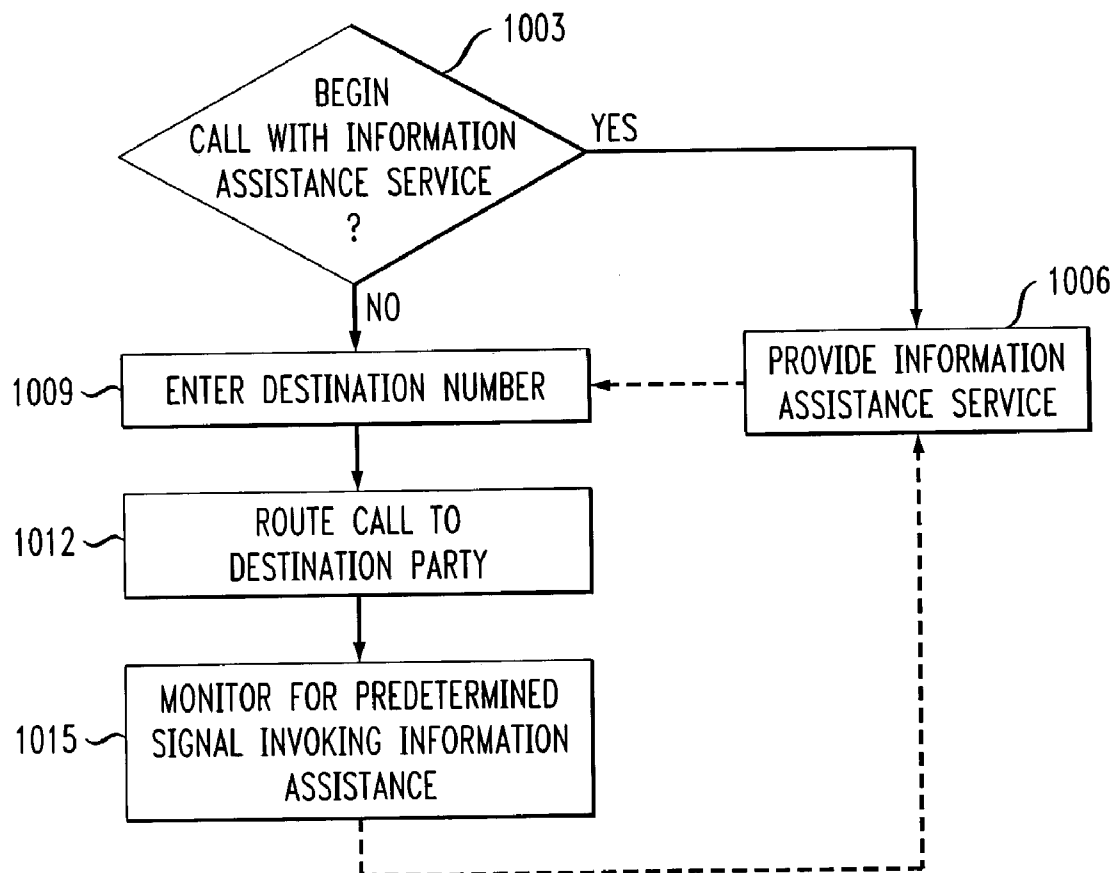 1003
BEGIN
CALL WITH INFORMATION
ASSISTANCE SERVICE
?
YES
NO
1006
PROVIDE INFORMATION
ASSISTANCE SERVICE
1009
ENTER DESTINATION NUMBER
1012
ROUTE CALL TO
DESTINATION PARTY
1015
MONITOR FOR PREDETERMINED
SIGNAL INVOKING INFORMATION
ASSISTANCE